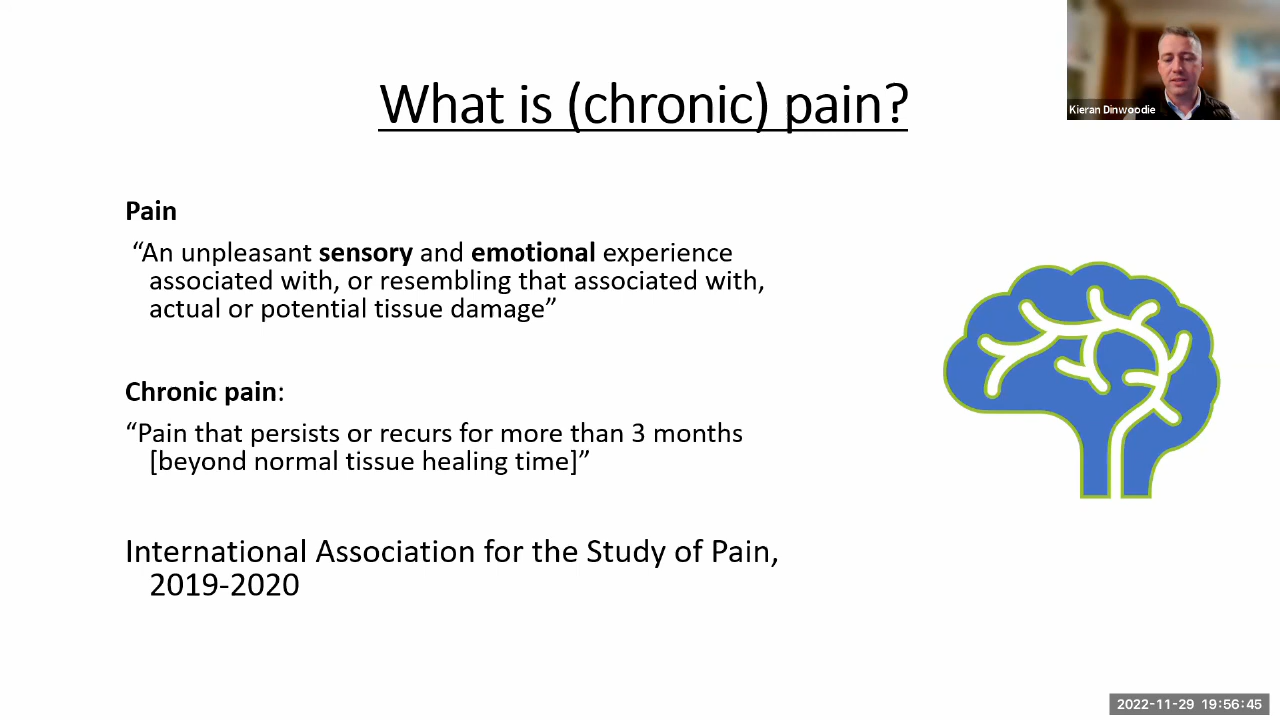 What is (chronic) pain?
Kieran Dinwoodie
Pain
“An unpleasant sensory and emotional experience
associated with, or resembling that associated with,
actual or potential tissue damage”
Chronic pain:
“Pain that persists or recurs for more than 3 months
[beyond normal tissue healing time]”
International Association for the Study of Pain,
2019-2020
2022-11-29 19:56:45